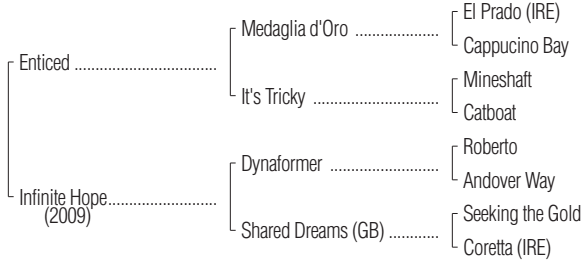 El Prado (IRE)
Medaglia d'Oro ..................
Cappucino Bay
Enticed ...............................
Mineshaft
It's Tricky ...........................
Catboat
Roberto
Dynaformer .......................
Andover Way
Infinite Hope.......................
(2009)
Seeking the Gold
Shared Dreams (GB) ............
Coretta (IRE)